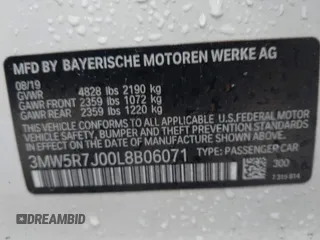 MFD BY BAYERISCHE MOTOREN WERKE AG
08/19
GVWR 4828 lbs 2190 kg
GAWR FRONT 2359 lbs 1072 kg
GAWR REAR 2359 lbs 1220 kg
THIS VEHICLE CONFORMS TO ALL APPLICABLE U.S. FEDERAL MOTOR
VEHICLE SAFETY, BUMPER, AND THEFT PREVENTION STANDARDS
IN EFFECT ON THE DATE OF MANUFACTURE SHOWN ABOVE.
3MW5R7J00L8B06071 TYPE: PASSENGER CAR
300
DIMMID.COM